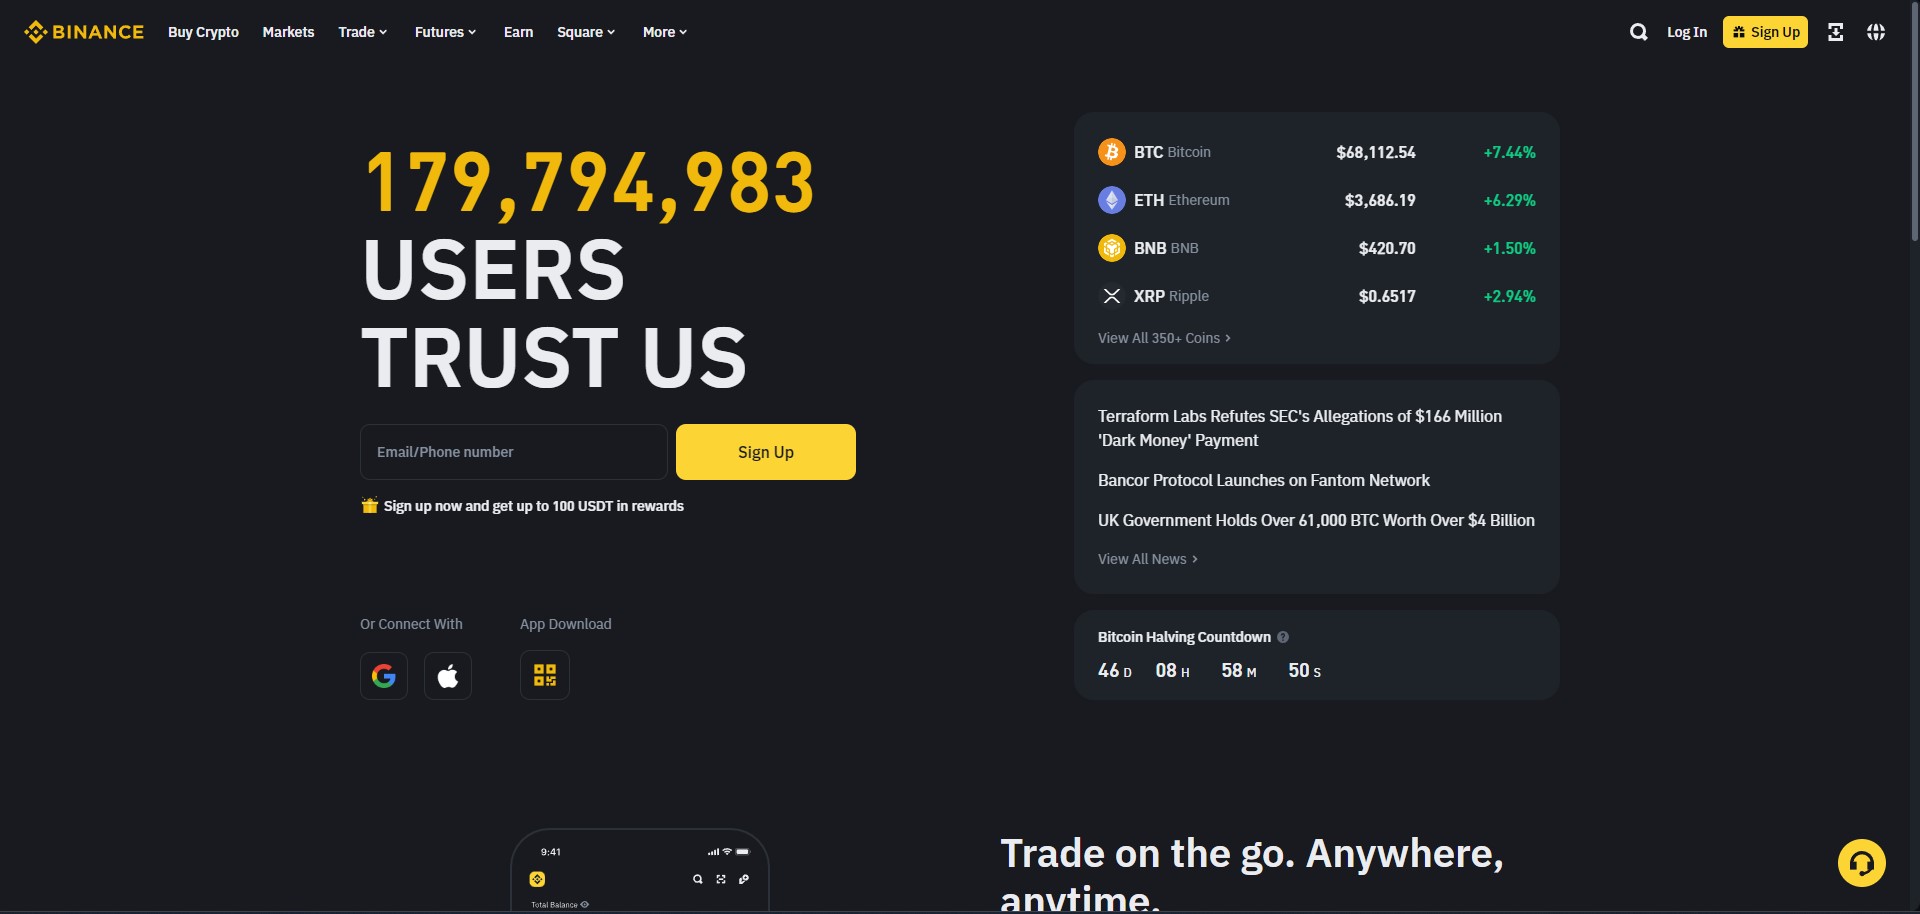 BINANCE Buy Crypto Markets Trade Futures Earn Square More Log In Sign Up
179,794,983
USERS
TRUST US
Email/Phone number Sign Up
Sign up now and get up to 100 USDT in rewards
Or Connect With App Download
BTC Bitcoin $68,112.54 +7.44%
ETH Ethereum $3,686.19 +6.29%
BNB BNB $420.70 +1.50%
XRP Ripple $0.6517 +2.94%
View All 350+ Coins
Terraform Labs Refutes SEC's Allegations of $166 Million
'Dark Money' Payment
Bancor Protocol Launches on Fantom Network
UK Government Holds Over 61,000 BTC Worth Over $4 Billion
View All News
Bitcoin Halving Countdown ?
46 D 08 H 58 M 50 S
9:41
Total Balance
Trade on the go. Anywhere,
anytime.